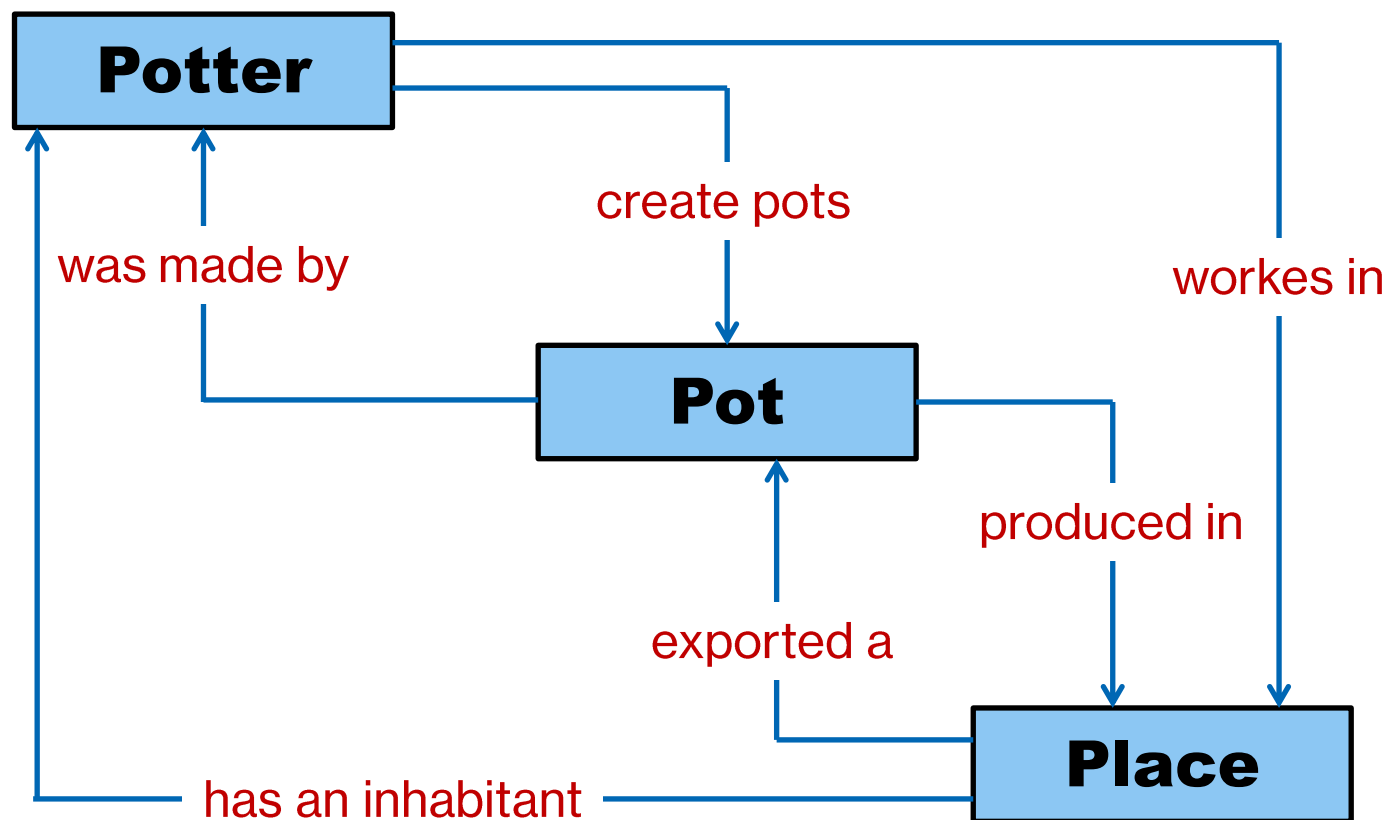 Potter
create pots
was made by
workes in
Pot
produced in
exported a
Place
has an inhabitant